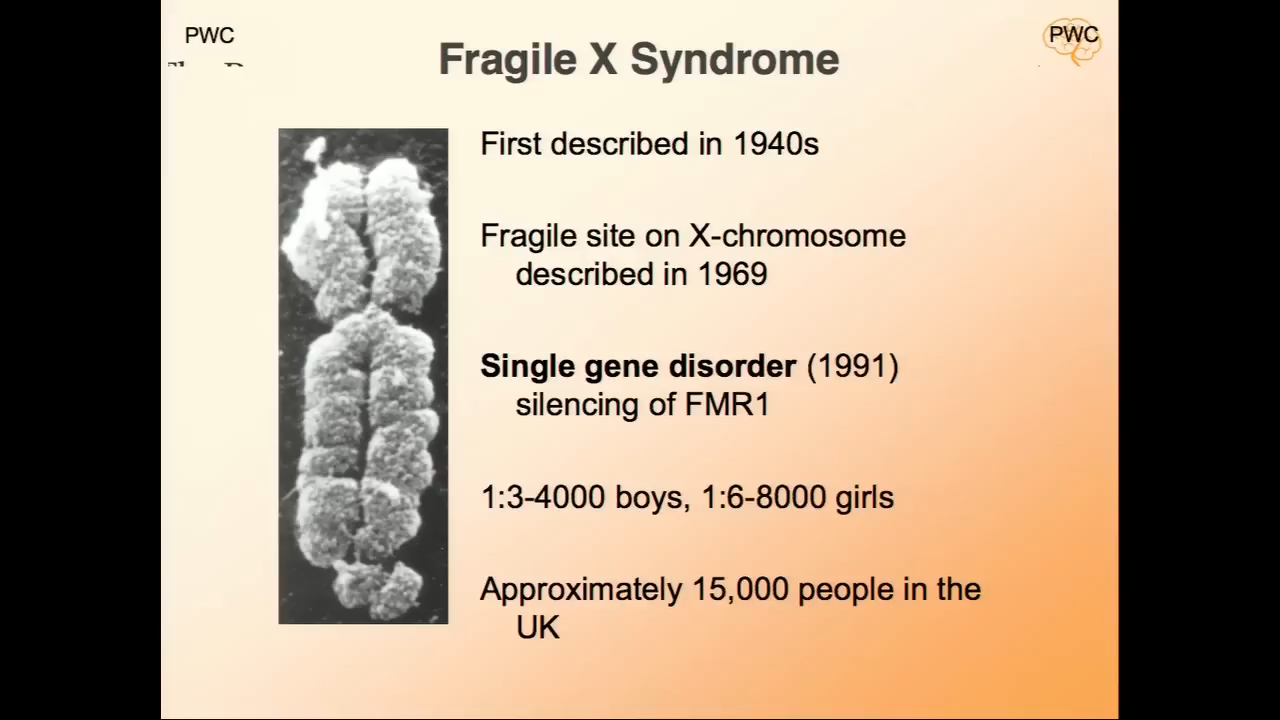 PWC
PWC
Fragile X Syndrome
First described in 1940s
Fragile site on X-chromosome
described in 1969
Single gene disorder (1991)
silencing of FMR1
1:3-4000 boys, 1:6-8000 girls
Approximately 15,000 people in the
UK